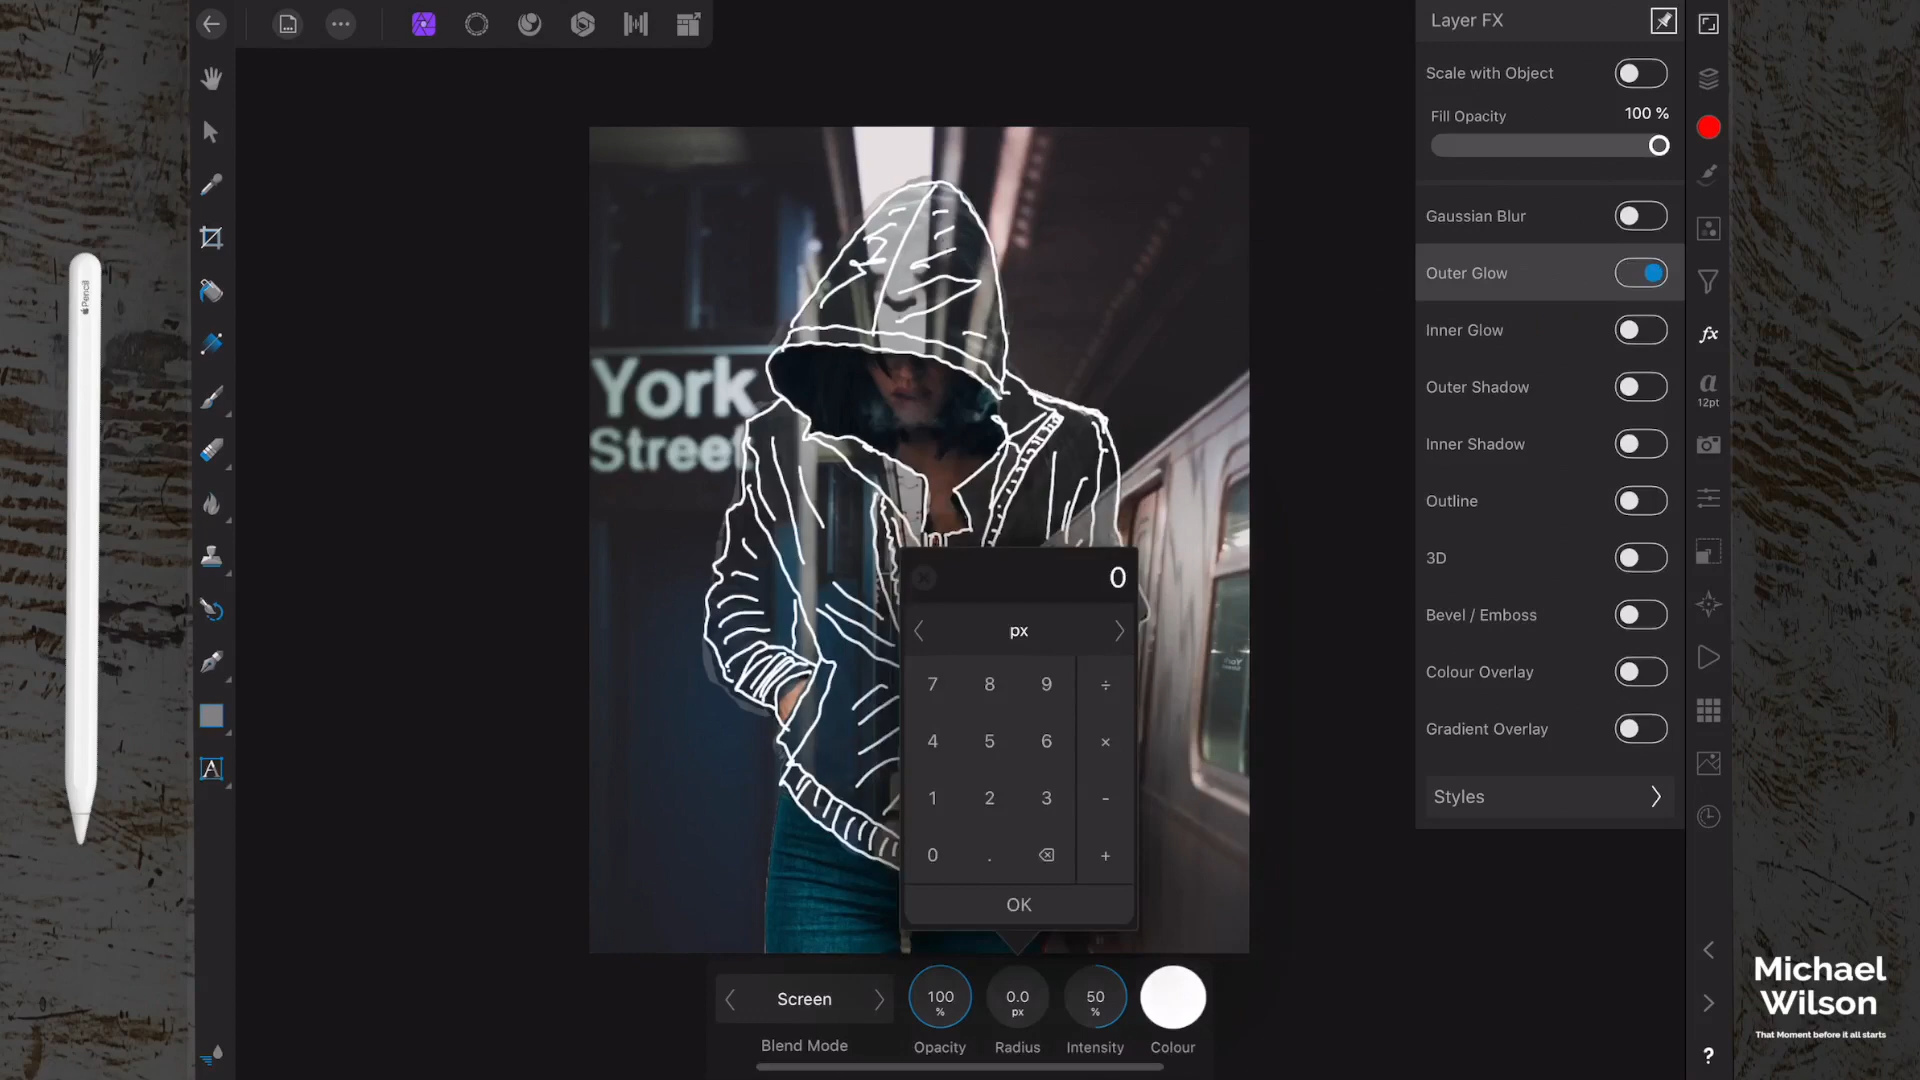 Layer FX
Scale with Object
Fill Opacity
100 %
Gaussian Blur
Outer Glow
Inner Glow
Outer Shadow
Inner Shadow
Outline
3D
Bevel / Emboss
Colour Overlay
Gradient Overlay
Styles
fx
a
12pt
A
Pencil
York
Street
0
px
7 8 9 ÷
4 5 6 ×
1 2 3 -
0 . +
OK
Screen
Blend Mode
100
%
Opacity
0.0
px
Radius
50
%
Intensity
Colour
?
Michael
Wilson
That Moment before it all starts